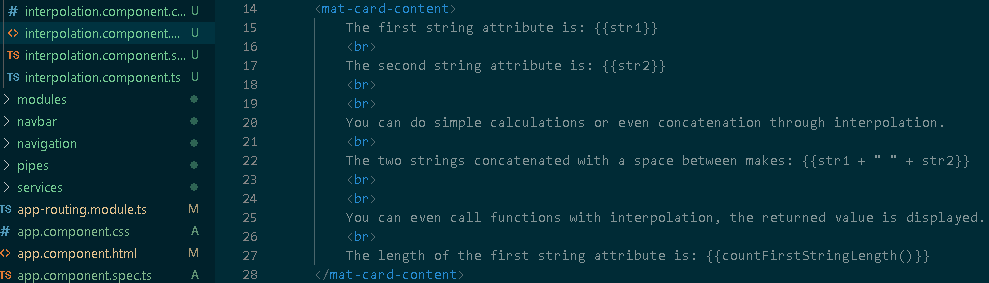 # interpolation.component.c... U
<> interpolation.component.... U
TS interpolation.component.s... U
TS interpolation.component.ts U
> modules
> navbar
> navigation
> pipes
> services
TS app-routing.module.ts M
# app.component.css A
<> app.component.html M
TS app.component.spec.ts A
14 <mat-card-content>
15 The first string attribute is: {{str1}}
16 <br>
17 The second string attribute is: {{str2}}
18 <br>
19 <br>
20 You can do simple calculations or even concatenation through interpolation.
21 <br>
22 The two strings concatenated with a space between makes: {{str1 + " " + str2}}
23 <br>
24 <br>
25 You can even call functions with interpolation, the returned value is displayed.
26 <br>
27 The length of the first string attribute is: {{countFirstStringLength()}}
28 </mat-card-content>